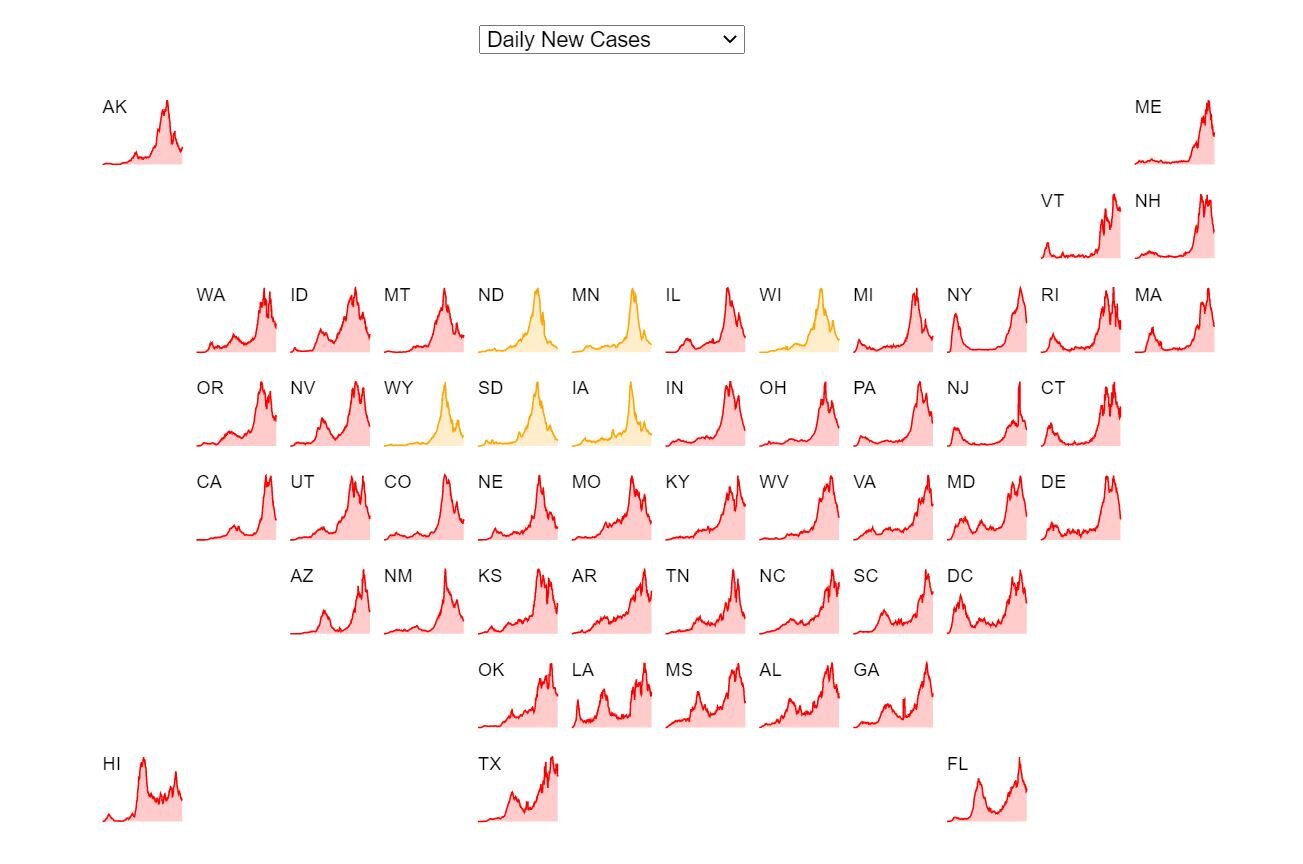 Daily New Cases
AK ME
VT NH
WA ID MT ND MN IL WI MI NY RI MA
OR NV WY SD IA IN OH PA NJ CT
CA UT CO NE MO KY WV VA MD DE
AZ NM KS AR TN NC SC DC
OK LA MS AL GA
HI TX FL